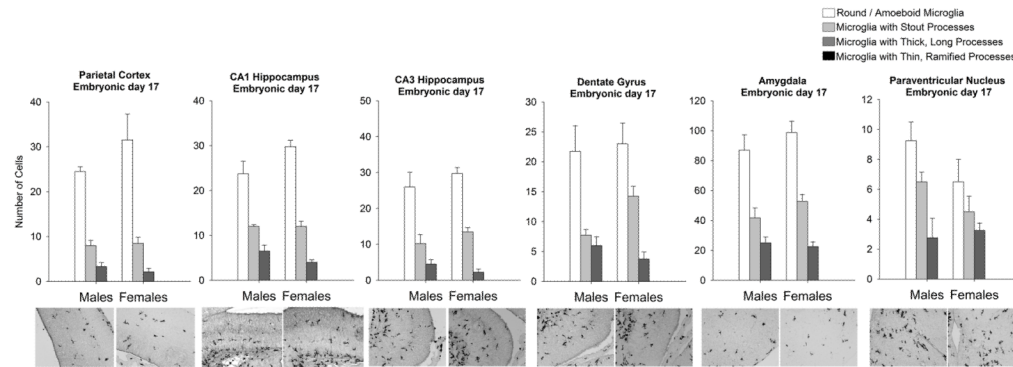 Round / Amoeboid Microglia
Microglia with Stout Processes
Microglia with Thick, Long Processes
Microglia with Thin, Ramified Processes
Parietal Cortex
Embryonic day 17
CA1 Hippocampus
Embryonic day 17
CA3 Hippocampus
Embryonic day 17
Dentate Gyrus
Embryonic day 17
Amygdala
Embryonic day 17
Paraventricular Nucleus
Embryonic day 17
Number of Cells
40
30
20
10
0
Males Females
40
30
20
10
0
Males Females
50
40
30
20
10
0
Males Females
30
25
20
15
10
5
0
Males Females
120
100
80
60
40
20
0
Males Females
12
10
8
6
4
2
0
Males Females